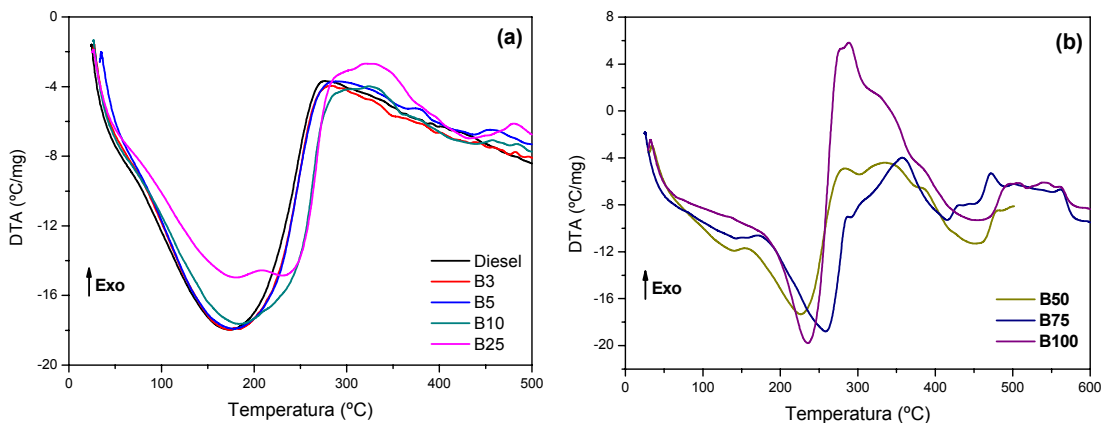 (a)
DTA (ºC/mg)
0
-4
-8
-12
-16
-20
Exo
Diesel
B3
B5
B10
B25
0 100 200 300 400 500
Temperatura (ºC)
(b)
DTA (ºC/mg)
8
4
0
-4
-8
-12
-16
-20
Exo
B50
B75
B100
0 100 200 300 400 500 600
Temperatura (ºC)